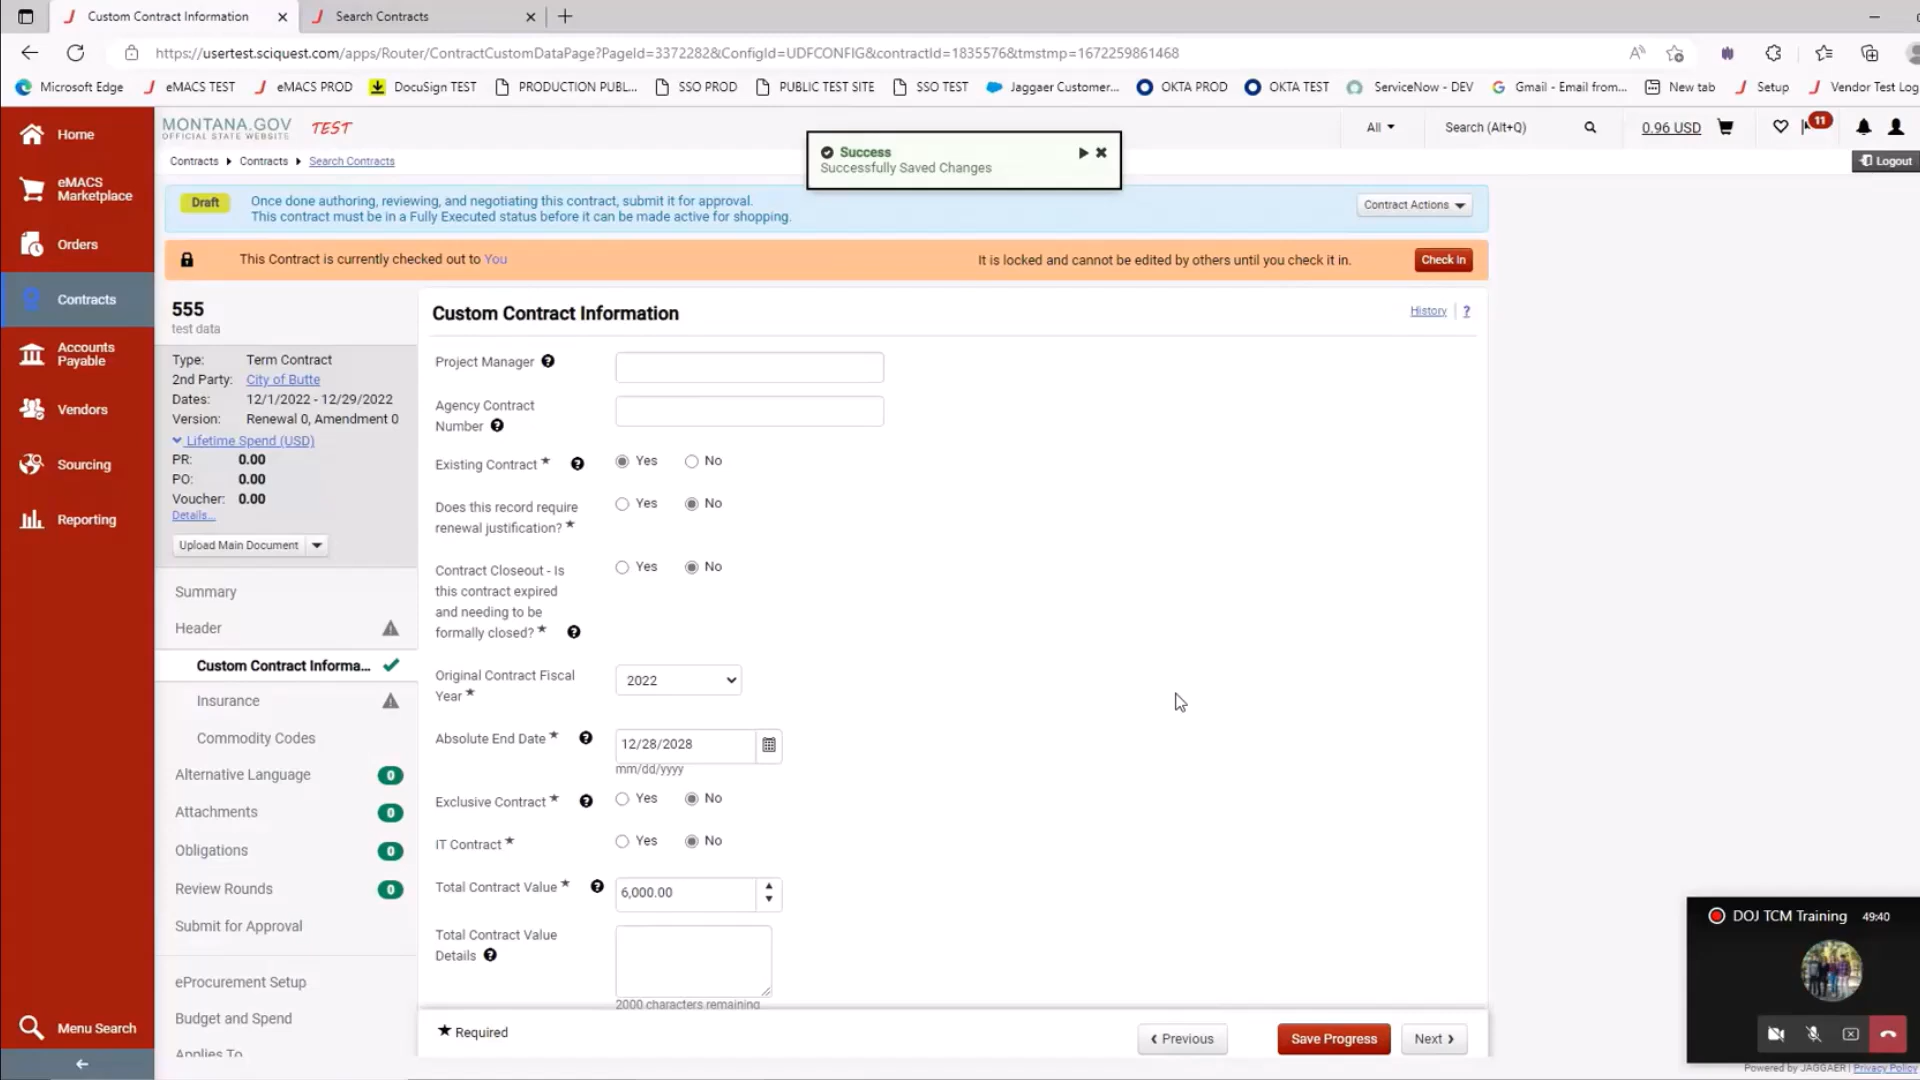 Custom Contract Information
Search Contracts
https://usertest.sciquest.com/apps/Router/ContractCustomDataPage?PageId=3372282&ConfigId=UDFCONFIG&contractId=1835576&tmstmp=1672259861468
Microsoft Edge
eMACS TEST
eMACS PROD
DocuSign TEST
PRODUCTION PUBL...
SSO PROD
PUBLIC TEST SITE
SSO TEST
Jaggaer Customer...
OKTA PROD
OKTA TEST
ServiceNow - DEV
Gmail - Email from...
New tab
Setup
Vendor Test Log
Home
eMACS
Marketplace
Orders
Contracts
Accounts
Payable
Vendors
Sourcing
Reporting
Menu Search
MONTANA.GOV
OFFICIAL STATE WEBSITE
TEST
All
Search (Alt+Q)
0.96 USD
11
Logout
Contracts
Contracts
Search Contracts
Success
Successfully Saved Changes
Draft
Once done authoring, reviewing, and negotiating this contract, submit it for approval.
This contract must be in a Fully Executed status before it can be made active for shopping.
Contract Actions
This Contract is currently checked out to You
It is locked and cannot be edited by others until you check it in.
Check In
555
test data
Type: Term Contract
2nd Party: City of Butte
Dates: 12/1/2022 - 12/29/2022
Version: Renewal 0, Amendment 0
Lifetime Spend (USD)
PR: 0.00
PO: 0.00
Voucher: 0.00
Details...
Upload Main Document
Summary
Header
Custom Contract Informa...
Insurance
Commodity Codes
Alternative Language 0
Attachments 0
Obligations 0
Review Rounds 0
Submit for Approval
eProcurement Setup
Budget and Spend
Applies To
Custom Contract Information
History
?
Project Manager ?
Agency Contract
Number ?
Existing Contract ★ ? Yes No
Does this record require
renewal justification? ★
Yes No
Contract Closeout - Is
this contract expired
and needing to be
formally closed? ★ ?
Yes No
Original Contract Fiscal
Year ★
2022
Absolute End Date ★ ? 12/28/2028
mm/dd/yyyy
Exclusive Contract ★ ? Yes No
IT Contract ★ Yes No
Total Contract Value ★ ? 6,000.00
Total Contract Value
Details ?
2000 characters remaining
★ Required
Previous
Save Progress
Next
DOJ TCM Training 49:40
Powered by JAGGAER | Privacy Policy